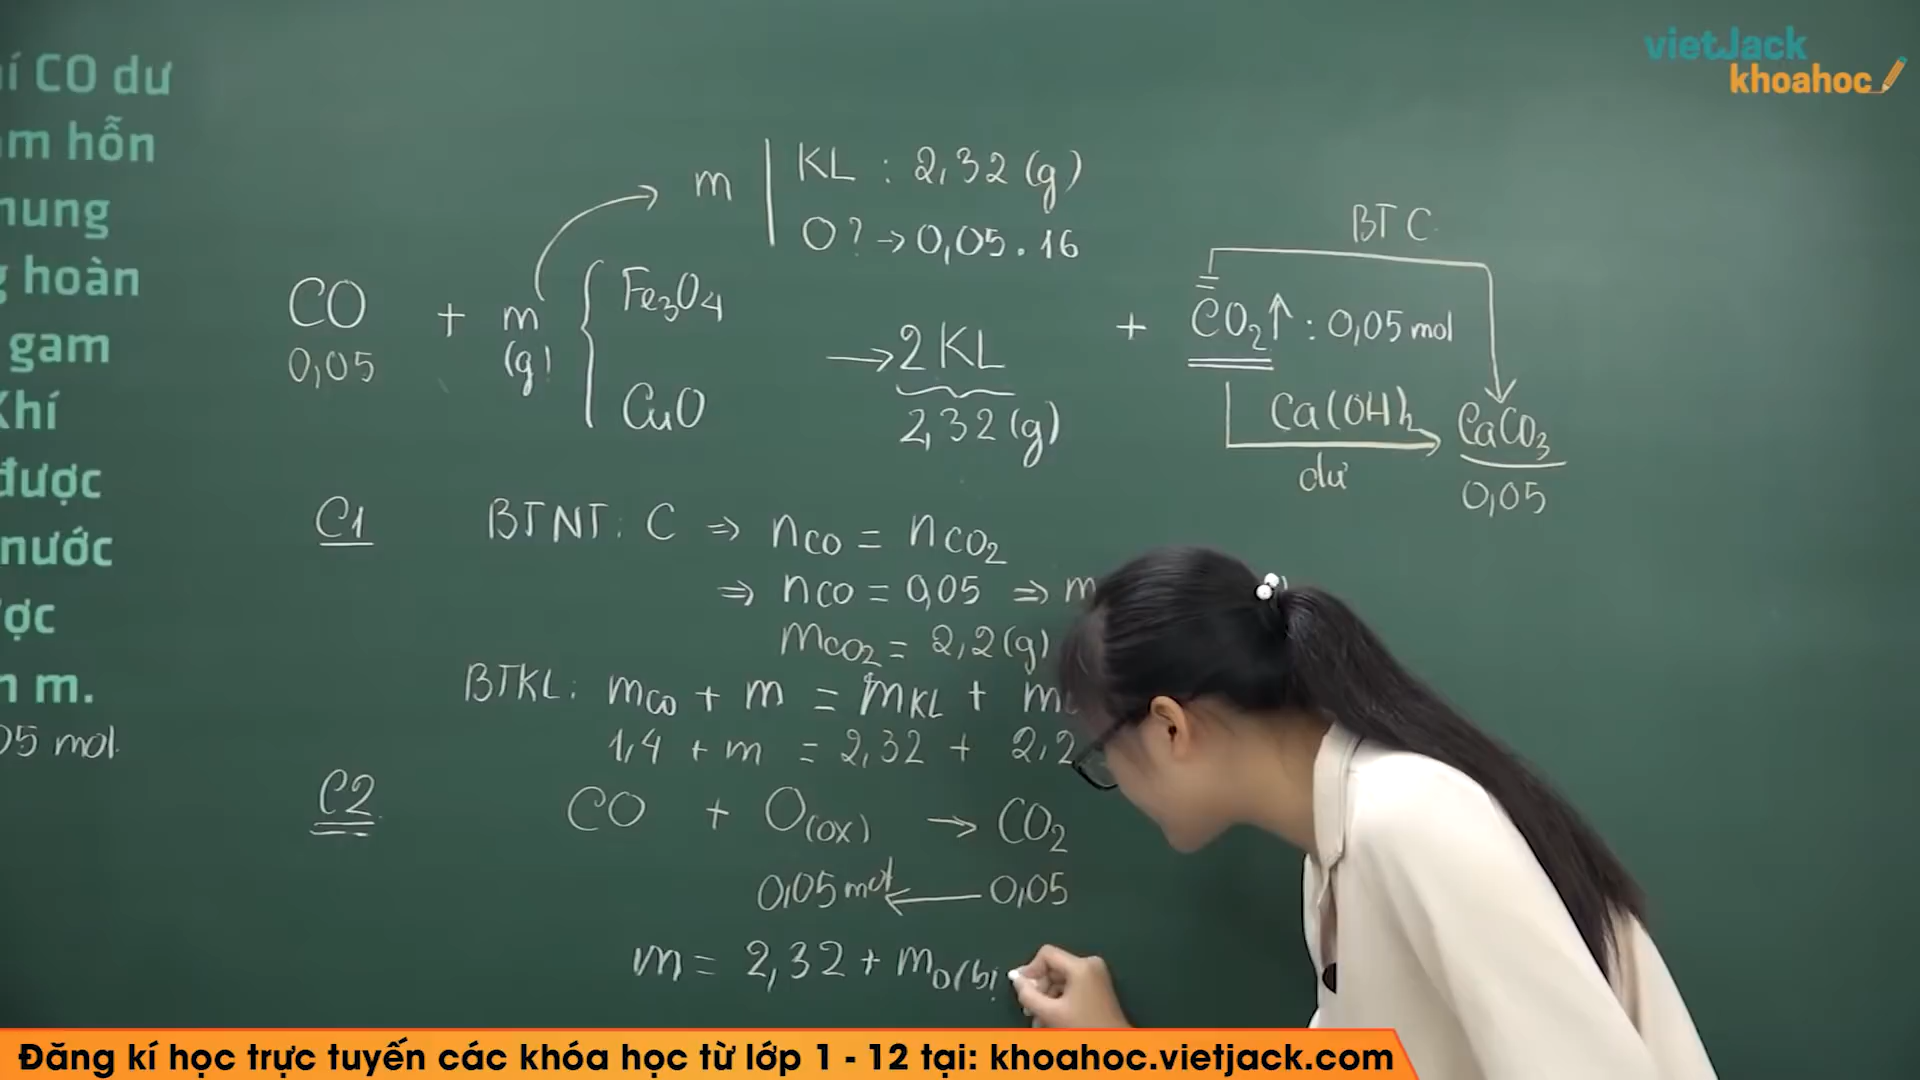 vietJack
khoahoc
í CO dư
m hỗn
hung
g hoàn
gam
Khí
được
nước
ợc
n m.
05 mol
m | KL : 2,32 (g)
O? → 0,05 . 16
BT C
CO + m { Fe3O4 → 2 KL + CO2↑ : 0,05 mol
0,05 (g) CuO 2,32 (g)
Ca(OH)2
dư
CaCO3
0,05
C1 BTNT: C ⇒ nCO = nCO2
⇒ nCO = 0,05 ⇒ m
mCO2 = 2,2 (g)
BTKL: mCO + m = mKL + m
1,4 + m = 2,32 + 2,2
C2 CO + O(ox) → CO2
0,05 mol ← 0,05
m = 2,32 + mO(bị
Đăng kí học trực tuyến các khóa học từ lớp 1 - 12 tại: khoahoc.vietjack.com